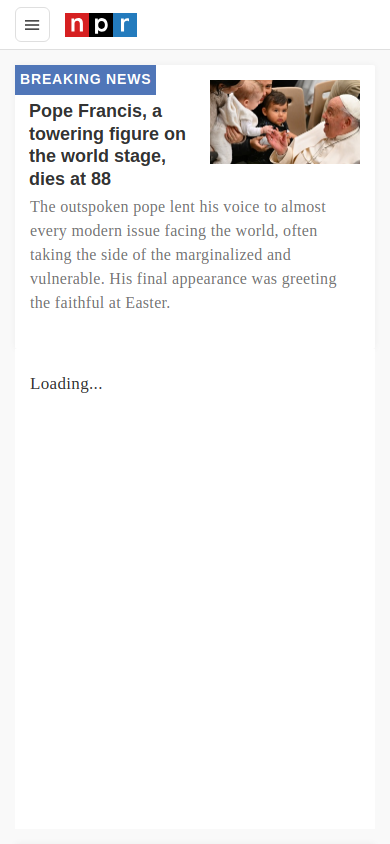 npr
BREAKING NEWS
Pope Francis, a
towering figure on
the world stage,
dies at 88
The outspoken pope lent his voice to almost
every modern issue facing the world, often
taking the side of the marginalized and
vulnerable. His final appearance was greeting
the faithful at Easter.
Loading...